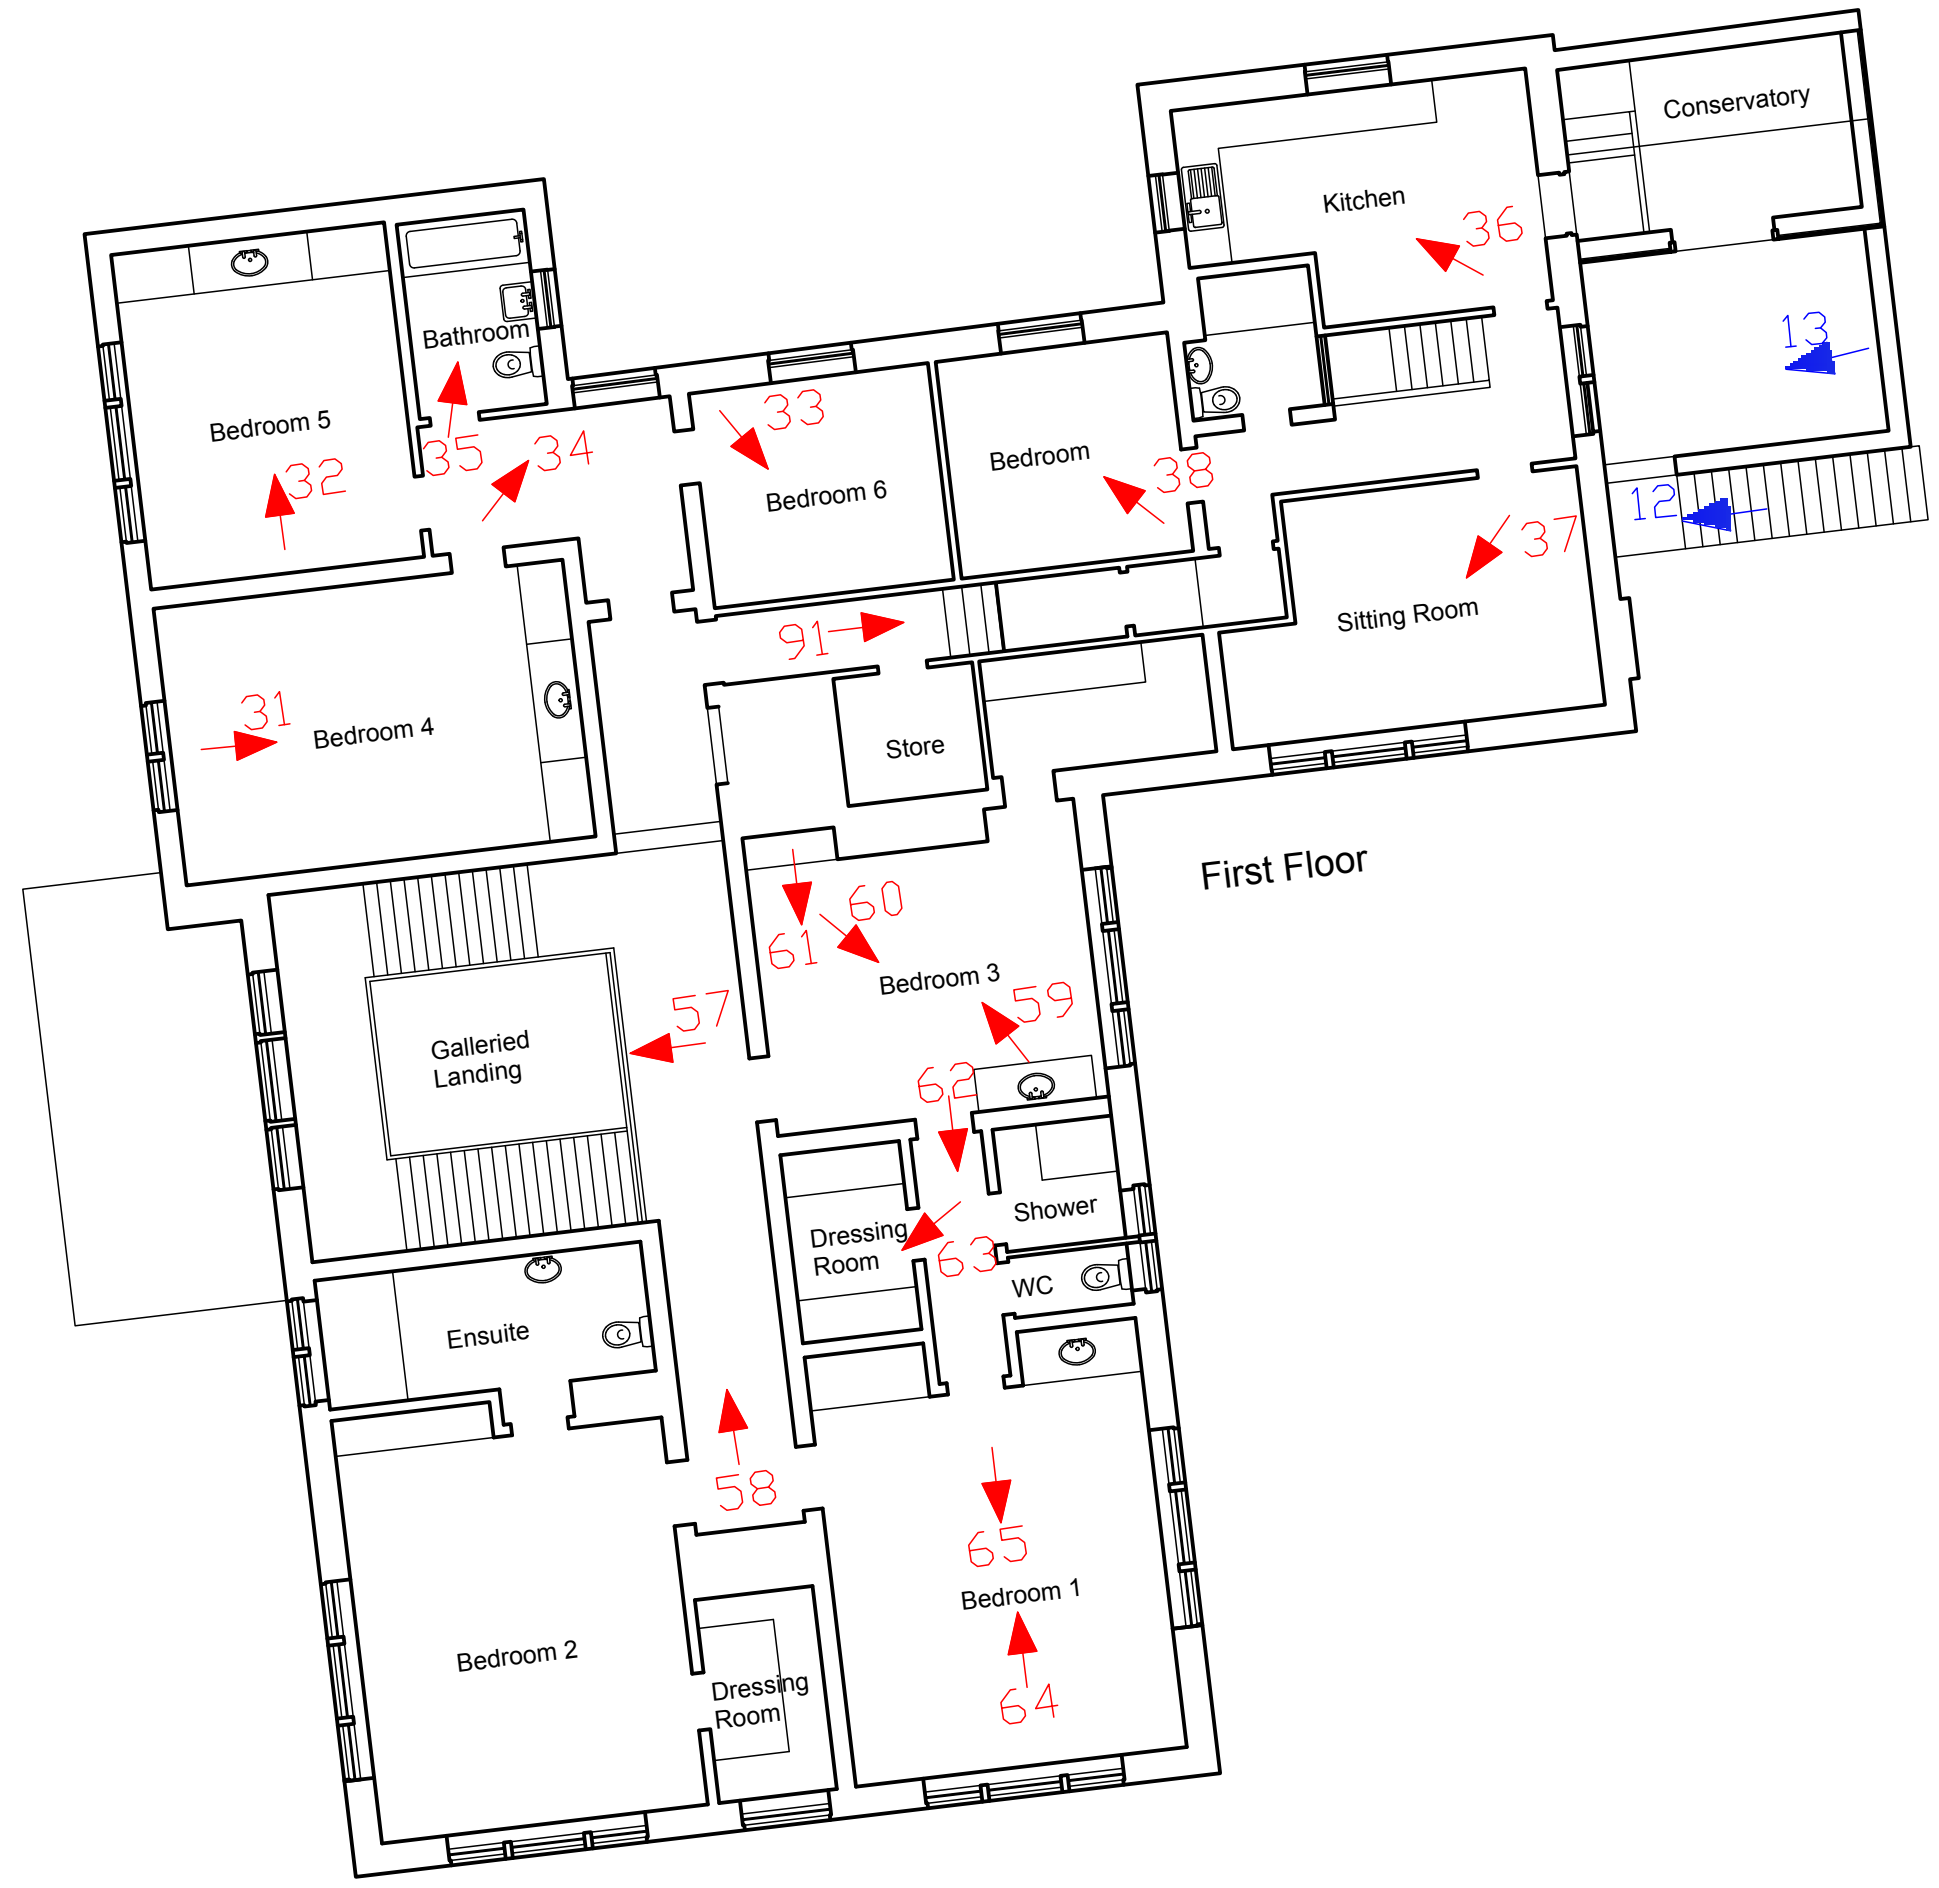 Conservatory
Kitchen
36
13
Bathroom
Bedroom 5
33
35
34
32
Bedroom
38
Bedroom 6
12
37
Sitting Room
91
31
Bedroom 4
Store
First Floor
60
61
Bedroom 3
59
57
Galleried
Landing
62
Shower
Dressing
Room
63
WC
Ensuite
58
65
Bedroom 1
Bedroom 2
Dressing
Room
64